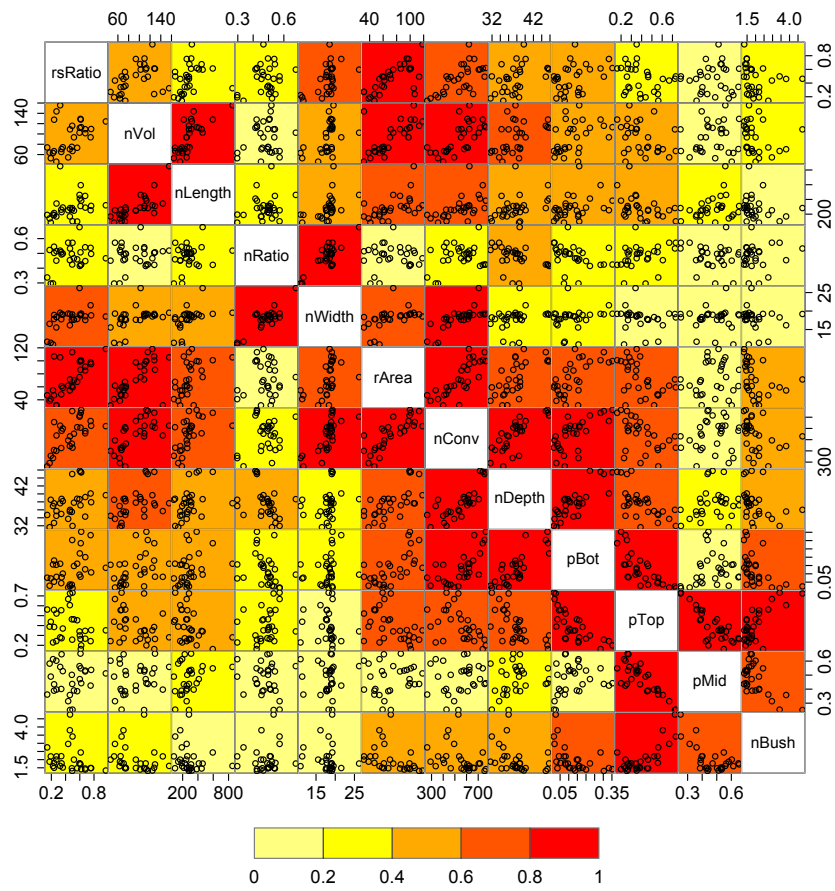 60 140 0.3 0.6 40 100 32 42 0.2 0.6 1.5 4.0
rsRatio 0.2 0.8
60 140 nVol
nLength 200
0.3 0.6 nRatio
nWidth 15 25
40 120 rArea
nConv 300
32 42 nDepth
pBot 0.05
0.2 0.7 pTop
pMid 0.3 0.6
1.5 4.0 nBush
0.2 0.8 200 800 15 25 300 700 0.05 0.35 0.3 0.6
0 0.2 0.4 0.6 0.8 1